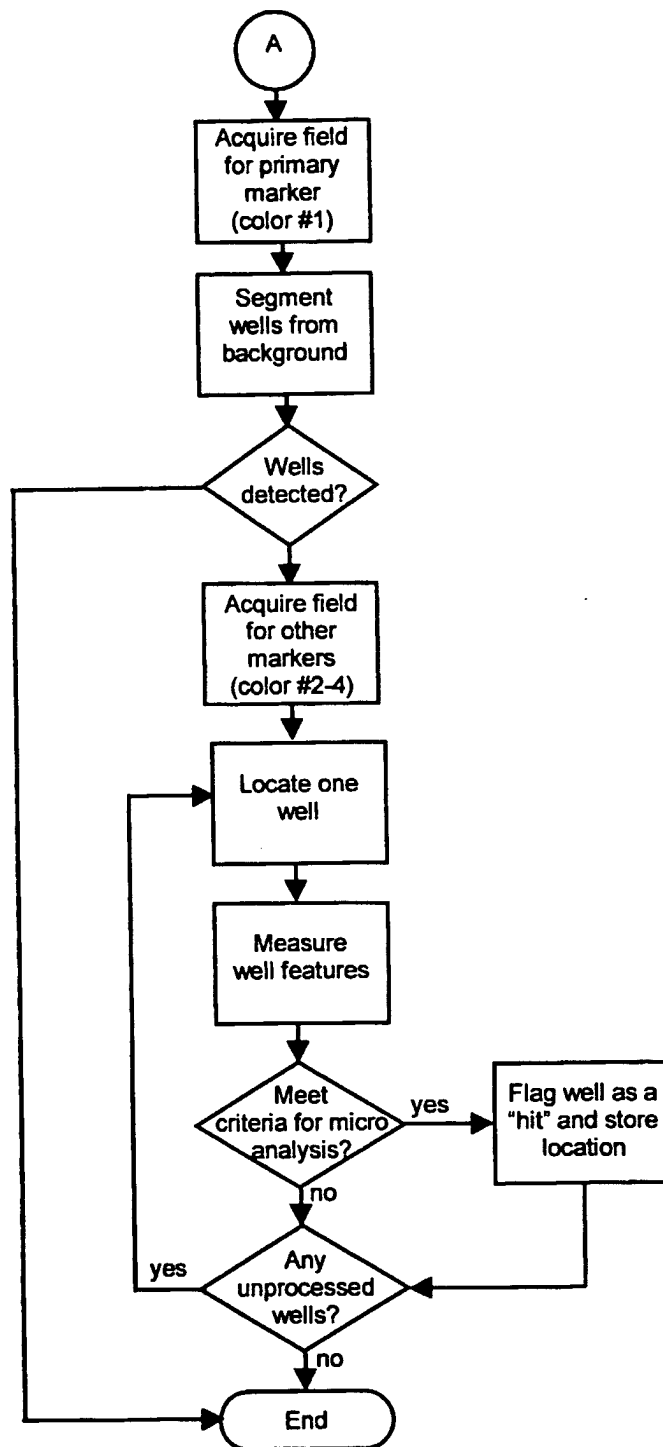 A
Acquire field
for primary
marker
(color #1)
Segment
wells from
background
Wells
detected?
Acquire field
for other
markers
(color #2-4)
Locate one
well
Measure
well features
Meet
criteria for micro
analysis?
yes
Flag well as a
"hit" and store
location
no
Any
unprocessed
wells?
yes
no
End